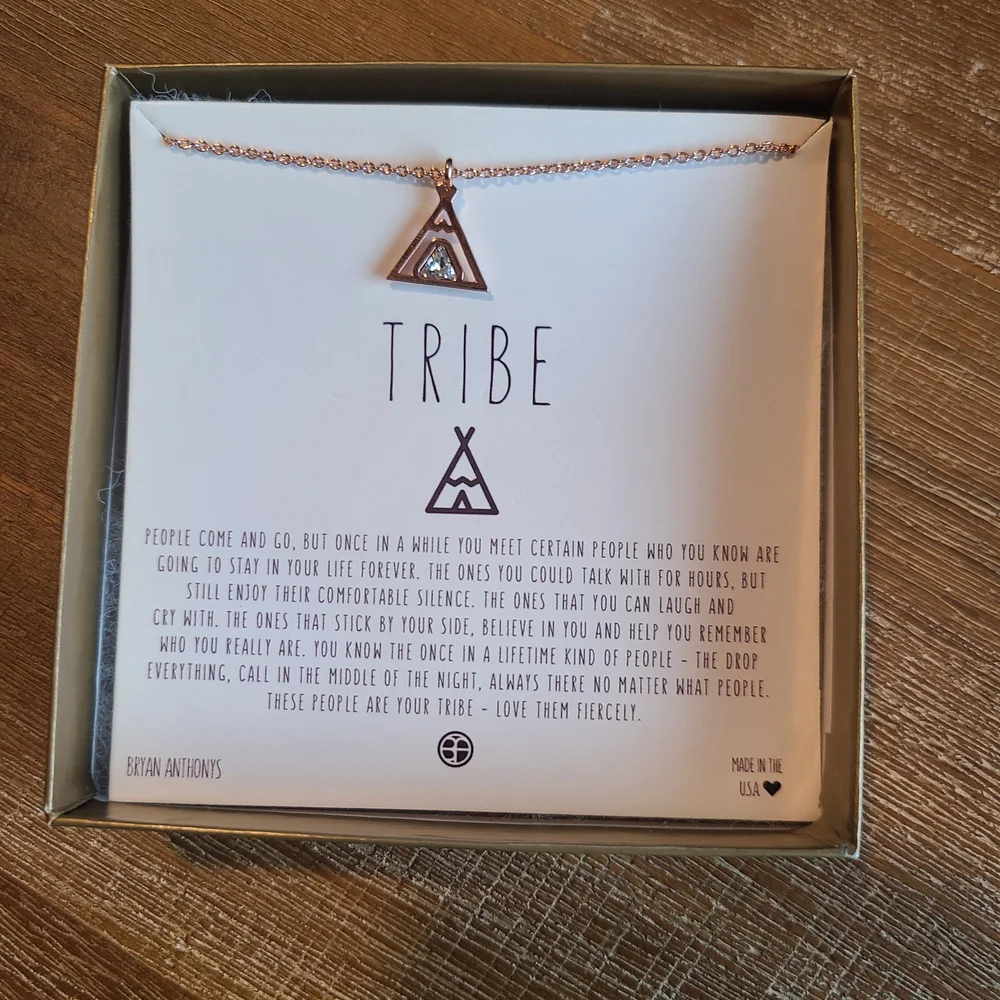 TRIBE
PEOPLE COME AND GO, BUT ONCE IN A WHILE YOU MEET CERTAIN PEOPLE WHO YOU KNOW ARE
GOING TO STAY IN YOUR LIFE FOREVER. THE ONES YOU COULD TALK WITH FOR HOURS, BUT
STILL ENJOY THEIR COMFORTABLE SILENCE. THE ONES THAT YOU CAN LAUGH AND
CRY WITH. THE ONES THAT STICK BY YOUR SIDE, BELIEVE IN YOU AND HELP YOU REMEMBER
WHO YOU REALLY ARE. YOU KNOW THE ONCE IN A LIFETIME KIND OF PEOPLE - THE DROP
EVERYTHING, CALL IN THE MIDDLE OF THE NIGHT, ALWAYS THERE NO MATTER WHAT PEOPLE.
THESE PEOPLE ARE YOUR TRIBE - LOVE THEM FIERCELY.
BRYAN ANTHONYS
MADE IN THE
U.S.A ♥